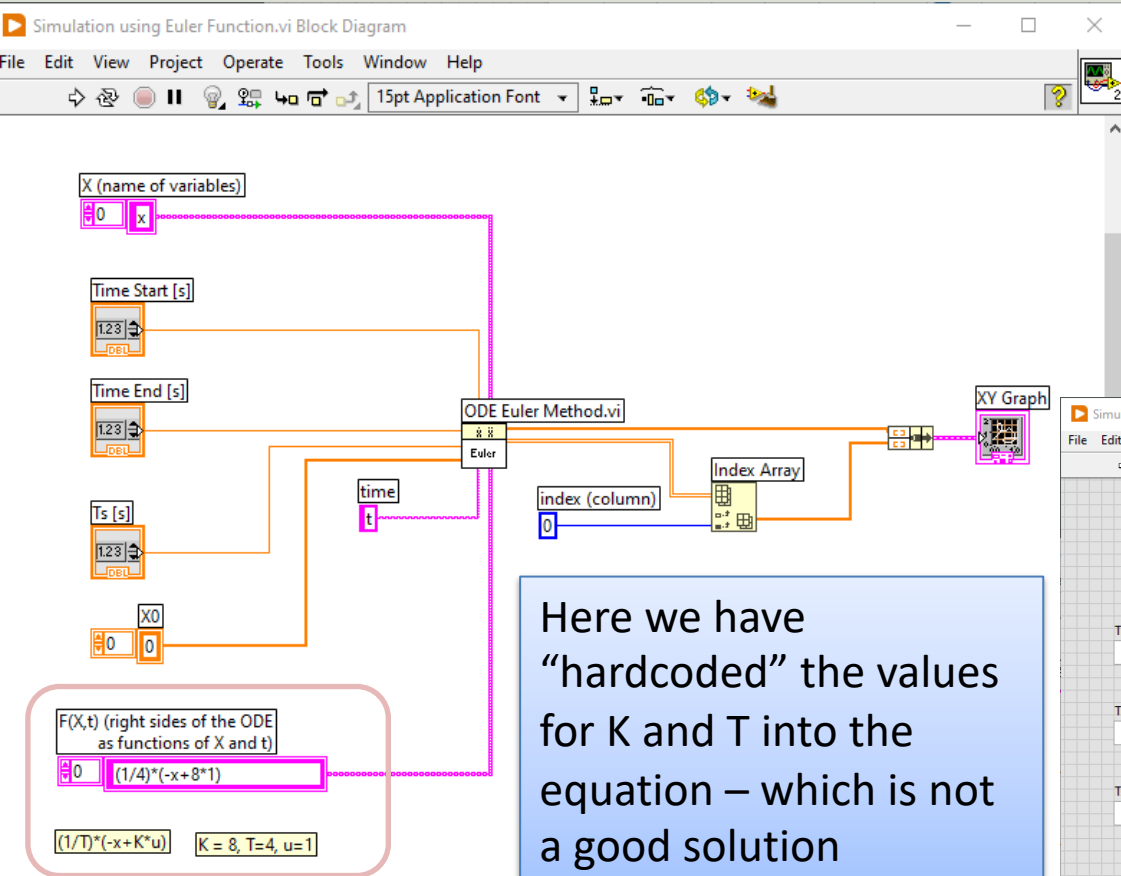 Simulation using Euler Function.vi Block Diagram
File Edit View Project Operate Tools Window Help
15pt Application Font
2
X (name of variables)
0 x
Time Start [s]
1.23
DBL
Time End [s]
1.23
DBL
ODE Euler Method.vi
Euler
XY Graph
Simu
File Edit
Index Array
time
t
index (column)
0
Ts [s]
1.23
DBL
X0
0 0
T
T
T
F(X,t) (right sides of the ODE
as functions of X and t)
0 (1/4)*(-x+8*1)
(1/T)*(-x+K*u) K = 8, T=4, u=1
Here we have
“hardcoded” the values
for K and T into the
equation – which is not
a good solution